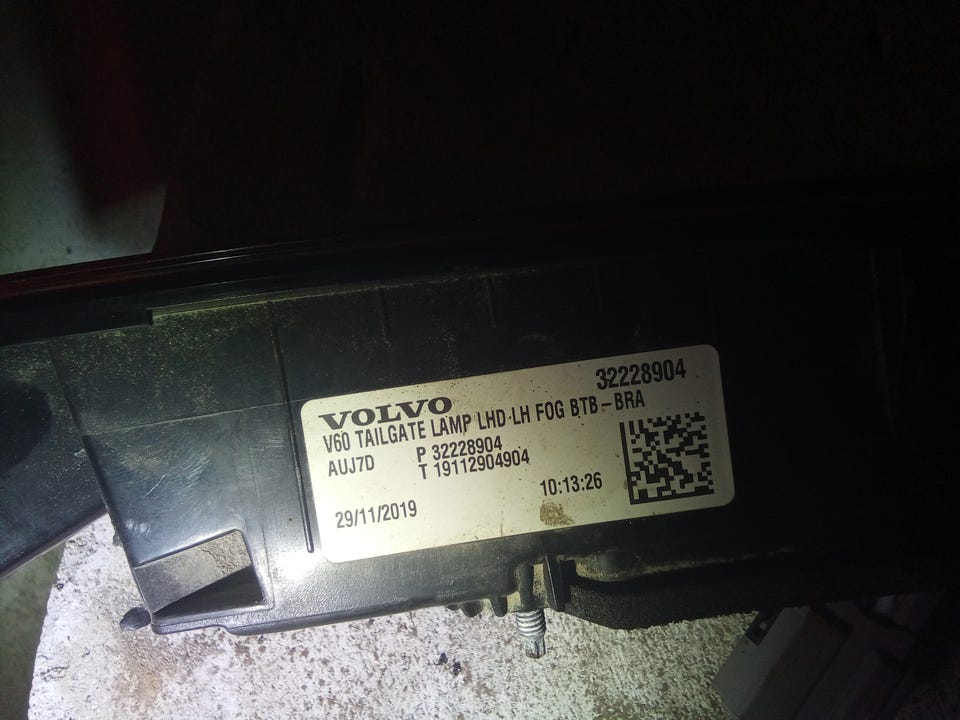 32228904
VOLVO
V60 TAILGATE LAMP LHD LH FOG BTB-BRA
AUJ7D P 32228904
T 19112904904
29/11/2019 10:13:26